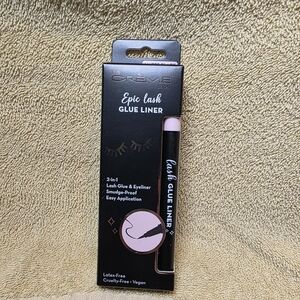 CRÈME
Epic lash
GLUE LINER
2-in-1
Lash Glue & Eyeliner
Smudge-Proof
Easy Application
lash GLUE LINER
Latex-Free
Cruelty-Free • Vegan